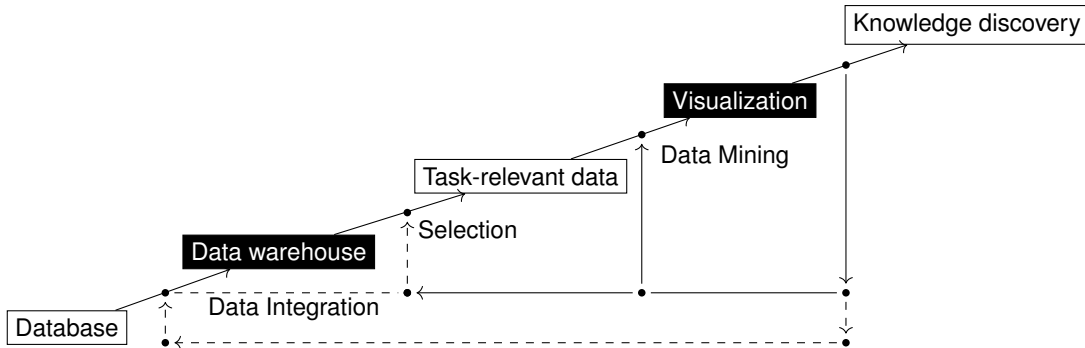 Knowledge discovery
Visualization
Data Mining
Task-relevant data
Selection
Data warehouse
Data Integration
Database